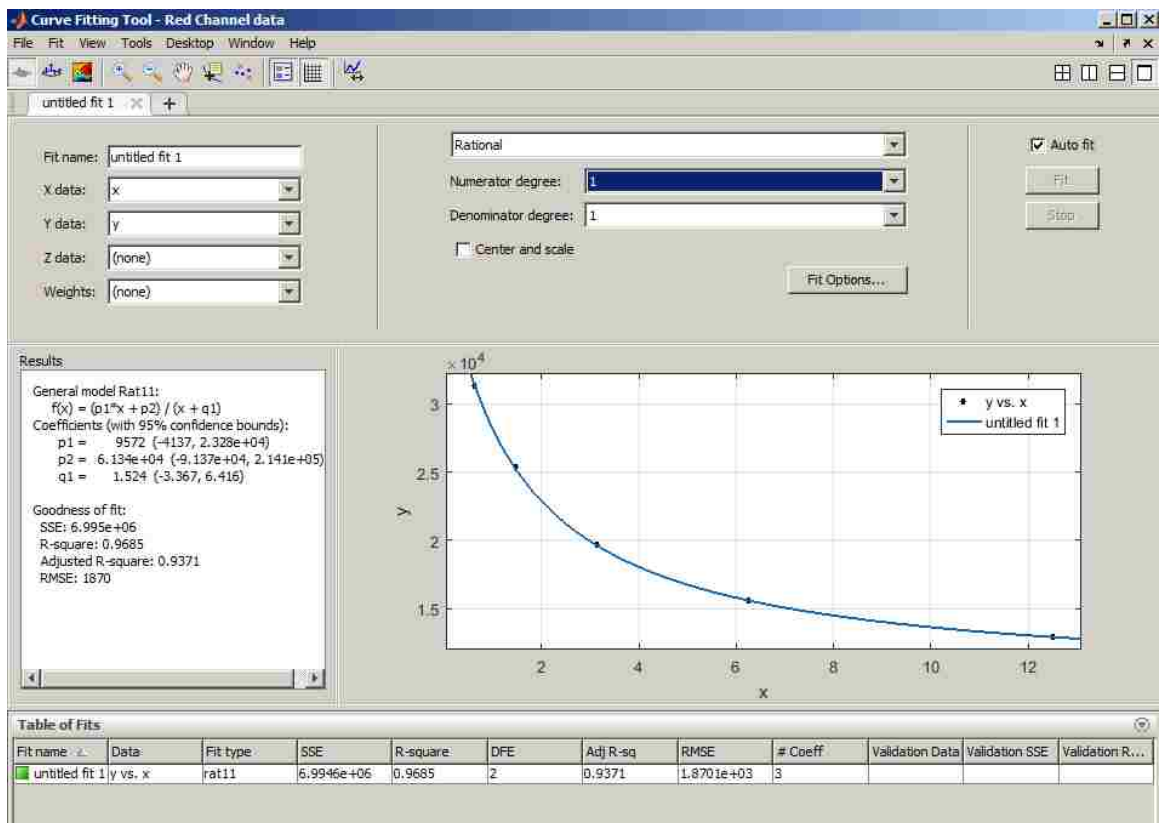 Curve Fitting Tool - Red Channel data
File Fit View Tools Desktop Window Help
untitled fit 1
Fit name: untitled fit 1
X data: x
Y data: y
Z data: (none)
Weights: (none)
Rational
Numerator degree: 1
Denominator degree: 1
Center and scale
Fit Options...
Auto fit
Fit
Stop
Results
General model Rat11:
f(x) = (p1*x + p2) / (x + q1)
Coefficients (with 95% confidence bounds):
p1 = 9572 (-4137, 2.328e+04)
p2 = 6.134e+04 (-9.137e+04, 2.141e+05)
q1 = 1.524 (-3.367, 6.416)
Goodness of fit:
SSE: 6.995e+06
R-square: 0.9685
Adjusted R-square: 0.9371
RMSE: 1870
× 10^4
3
2.5
2
1.5
y
2 4 6 8 10 12
x
y vs. x
untitled fit 1
Table of Fits
Fit name Data Fit type SSE R-square DFE Adj R-sq RMSE # Coeff Validation Data Validation SSE Validation R...
untitled fit 1 y vs. x rat11 6.9946e+06 0.9685 2 0.9371 1.8701e+03 3